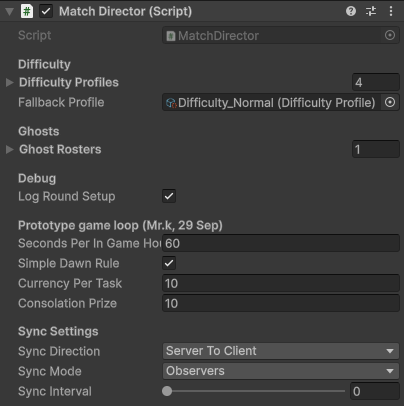 Match Director (Script)
Script MatchDirector
Difficulty
Difficulty Profiles 4
Fallback Profile Difficulty_Normal (Difficulty Profile)
Ghosts
Ghost Rosters 1
Debug
Log Round Setup
Prototype game loop (Mr.k, 29 Sep)
Seconds Per In Game Hou 60
Simple Dawn Rule
Currency Per Task 10
Consolation Prize 10
Sync Settings
Sync Direction Server To Client
Sync Mode Observers
Sync Interval 0